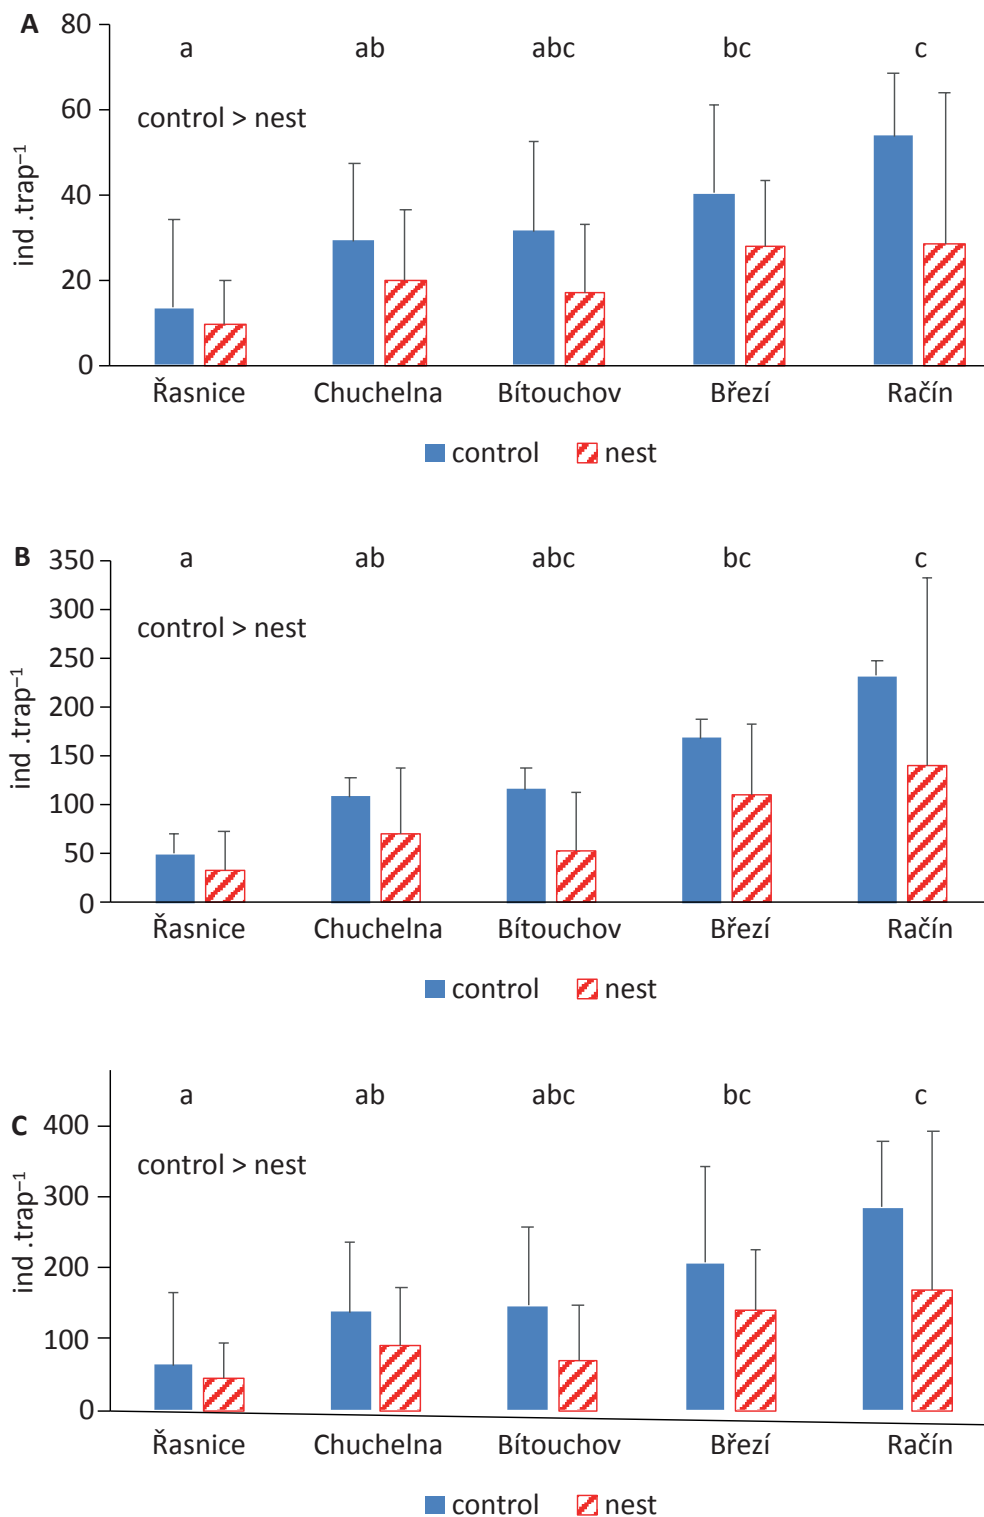 A
80
a ab abc bc c
control > nest
60
40
20
0
ind .trap⁻¹
Řasnice Chuchelna Bítouchov Březí Račín
control nest
B
350
a ab abc bc c
300
control > nest
250
200
150
100
50
0
ind .trap⁻¹
Řasnice Chuchelna Bítouchov Březí Račín
control nest
a ab abc bc c
C
400
control > nest
300
200
100
0
ind .trap⁻¹
Řasnice Chuchelna Bítouchov Březí Račín
control nest